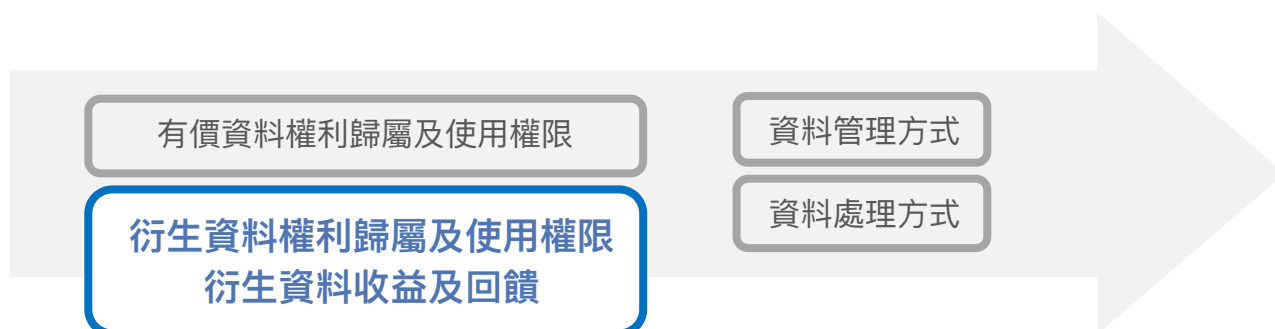 有價資料權利歸屬及使用權限
衍生資料權利歸屬及使用權限
衍生資料收益及回饋
資料管理方式
資料處理方式